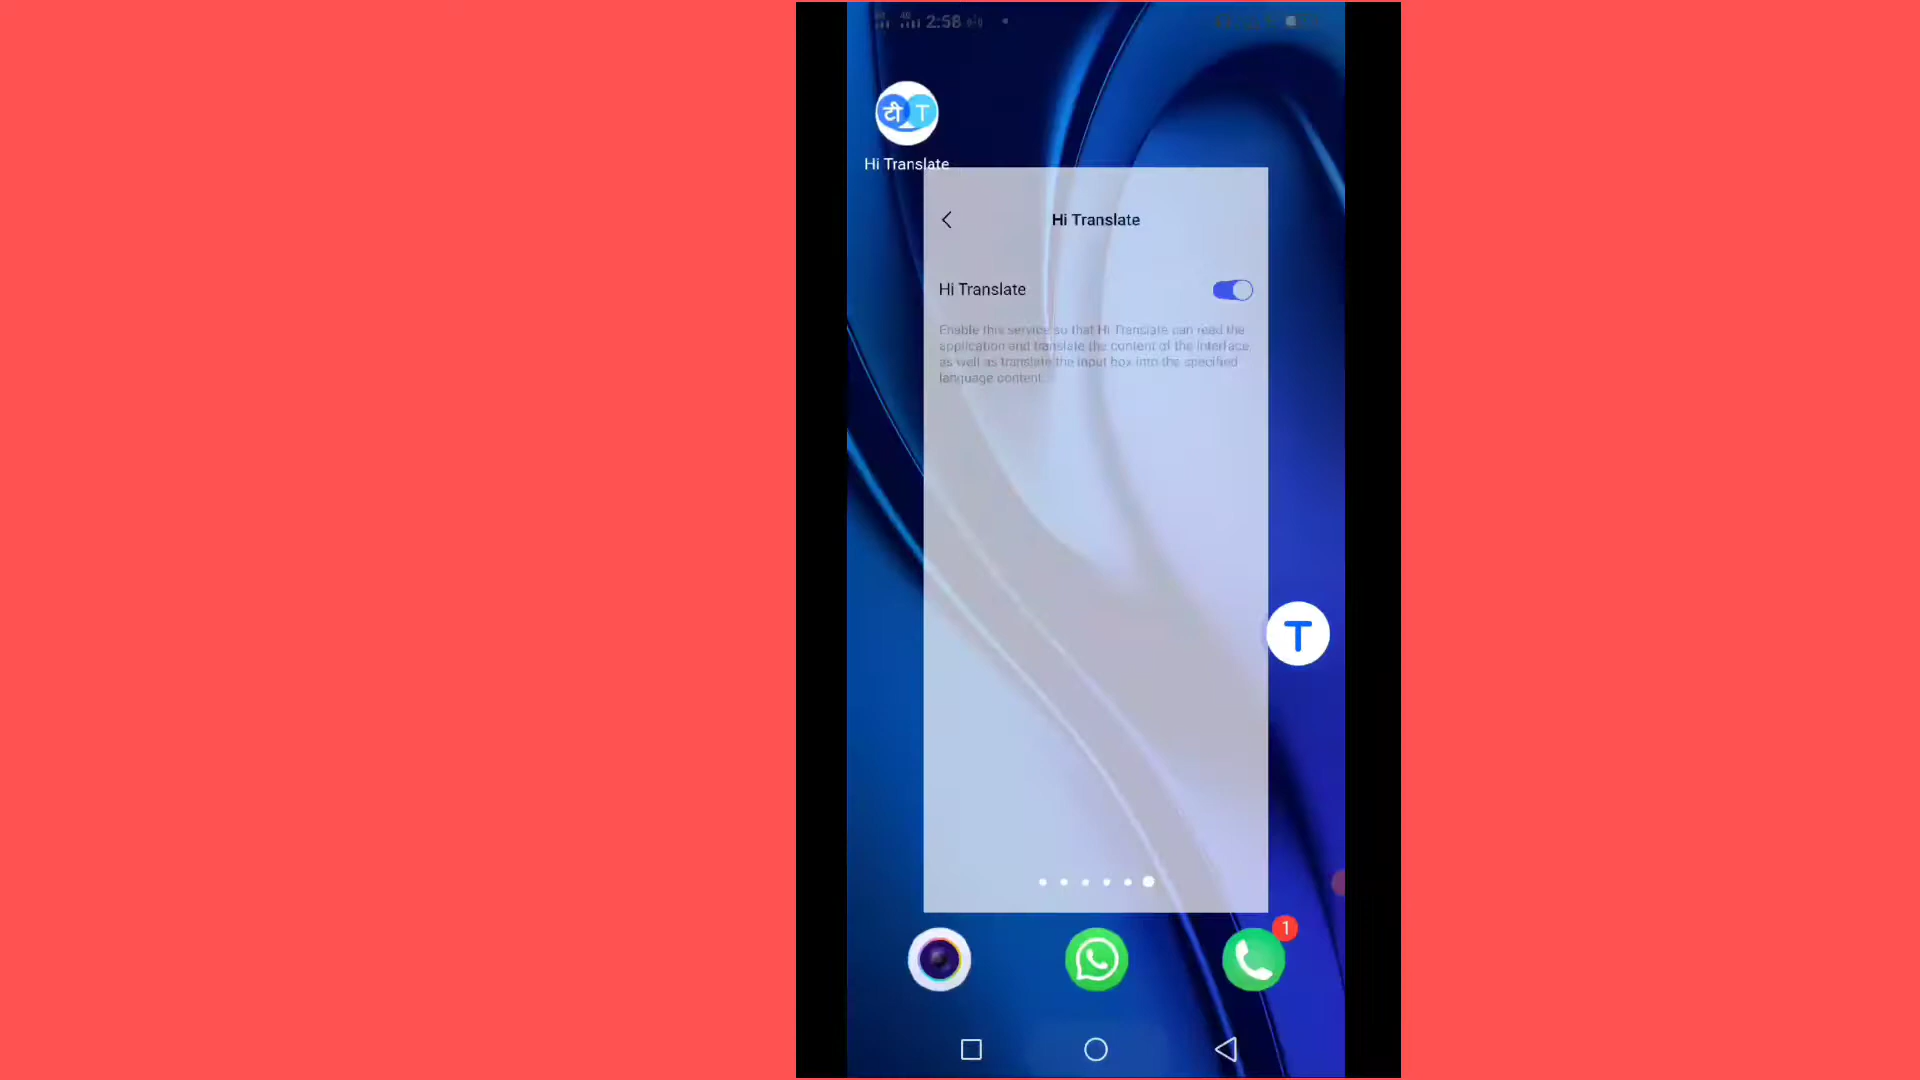 2:58
टी T
Hi Translate
Hi Translate
Hi Translate
Enable this service so that Hi Translate can read the
application and translate the content of the interface
as well as translate the input box into the specified
language content.
T
1